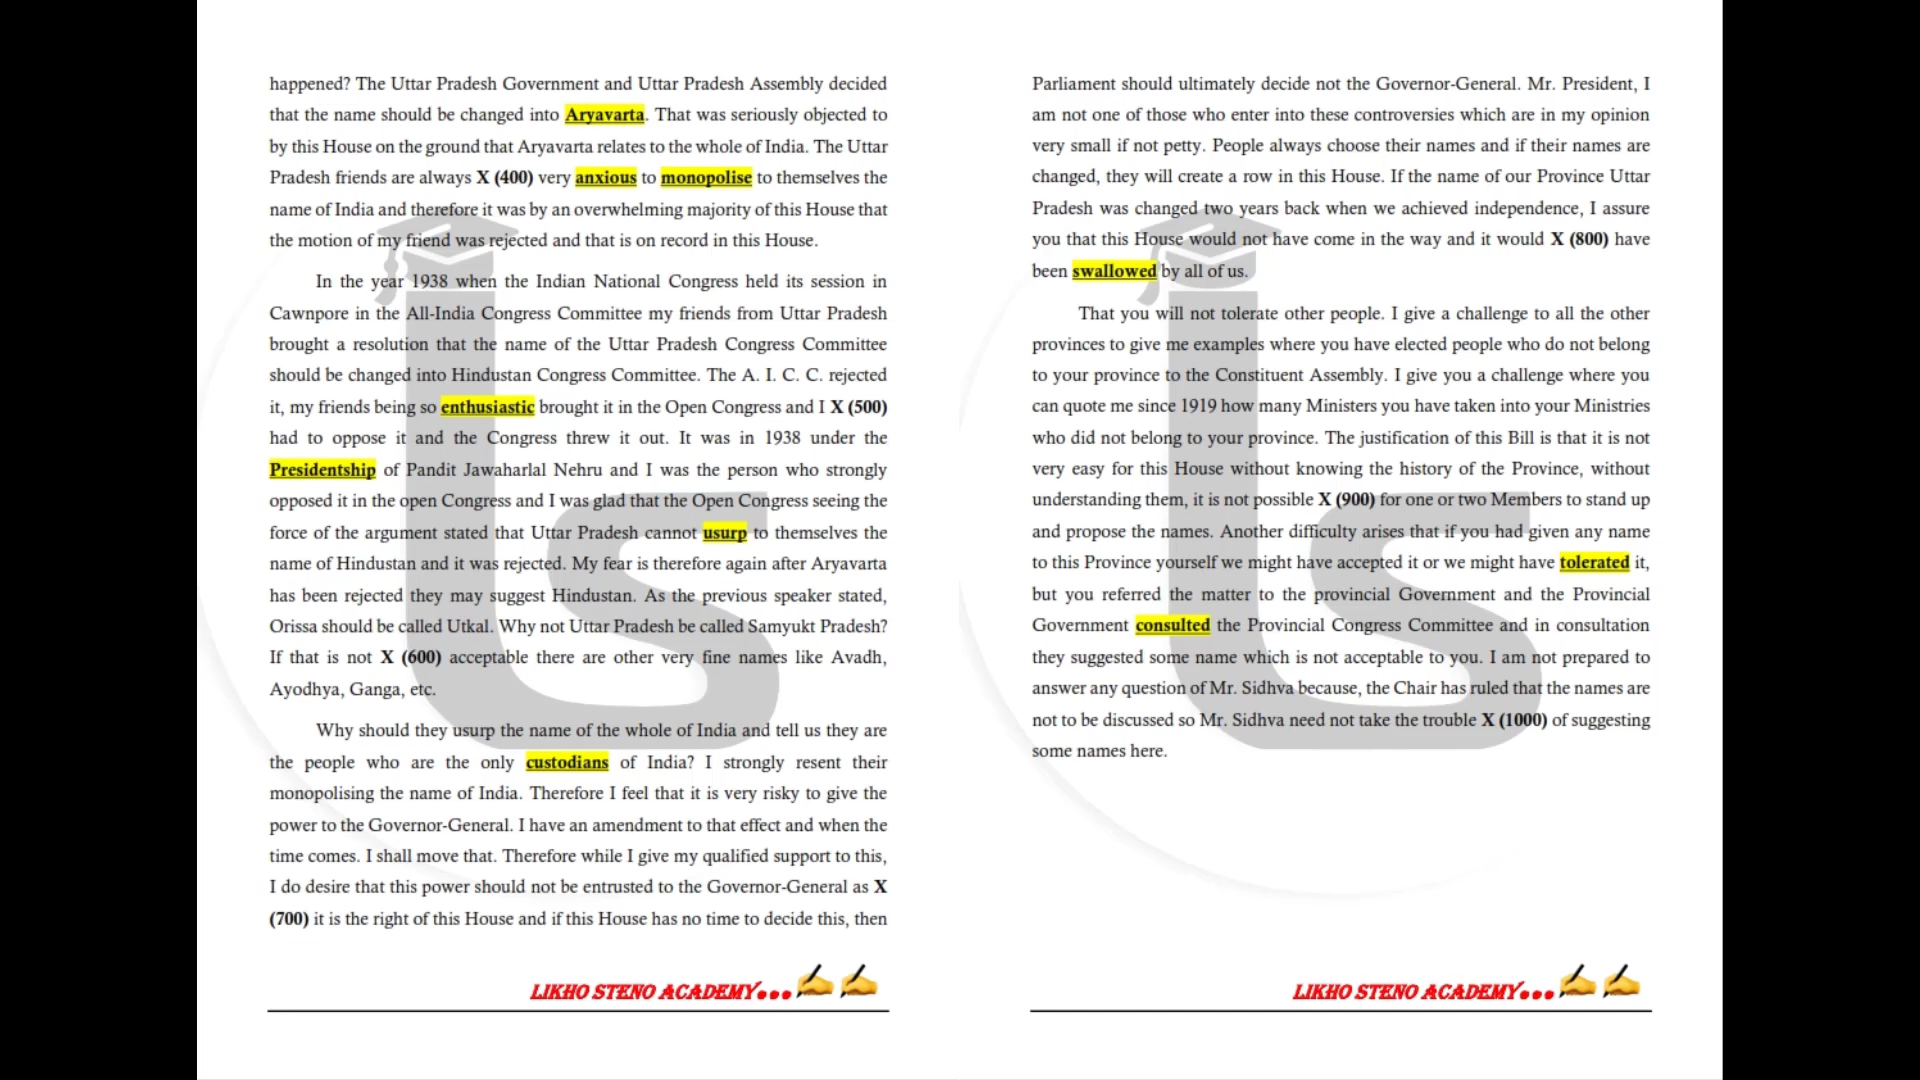 happened? The Uttar Pradesh Government and Uttar Pradesh Assembly decided
that the name should be changed into Aryavarta. That was seriously objected to
by this House on the ground that Aryavarta relates to the whole of India. The Uttar
Pradesh friends are always X (400) very anxious to monopolise to themselves the
name of India and therefore it was by an overwhelming majority of this House that
the motion of my friend was rejected and that is on record in this House.
In the year 1938 when the Indian National Congress held its session in
Cawnpore in the All-India Congress Committee my friends from Uttar Pradesh
brought a resolution that the name of the Uttar Pradesh Congress Committee
should be changed into Hindustan Congress Committee. The A. I. C. C. rejected
it, my friends being so enthusiastic brought it in the Open Congress and I X (500)
had to oppose it and the Congress threw it out. It was in 1938 under the
Presidentship of Pandit Jawaharlal Nehru and I was the person who strongly
opposed it in the open Congress and I was glad that the Open Congress seeing the
force of the argument stated that Uttar Pradesh cannot usurp to themselves the
name of Hindustan and it was rejected. My fear is therefore again after Aryavarta
has been rejected they may suggest Hindustan. As the previous speaker stated,
Orissa should be called Utkal. Why not Uttar Pradesh be called Samyukt Pradesh?
If that is not X (600) acceptable there are other very fine names like Avadh,
Ayodhya, Ganga, etc.
Why should they usurp the name of the whole of India and tell us they are
the people who are the only custodians of India? I strongly resent their
monopolising the name of India. Therefore I feel that it is very risky to give the
power to the Governor-General. I have an amendment to that effect and when the
time comes. I shall move that. Therefore while I give my qualified support to this,
I do desire that this power should not be entrusted to the Governor-General as X
(700) it is the right of this House and if this House has no time to decide this, then
LIKHO STENO ACADEMY...✍✍
Parliament should ultimately decide not the Governor-General. Mr. President, I
am not one of those who enter into these controversies which are in my opinion
very small if not petty. People always choose their names and if their names are
changed, they will create a row in this House. If the name of our Province Uttar
Pradesh was changed two years back when we achieved independence, I assure
you that this House would not have come in the way and it would X (800) have
been swallowed by all of us.
That you will not tolerate other people. I give a challenge to all the other
provinces to give me examples where you have elected people who do not belong
to your province to the Constituent Assembly. I give you a challenge where you
can quote me since 1919 how many Ministers you have taken into your Ministries
who did not belong to your province. The justification of this Bill is that it is not
very easy for this House without knowing the history of the Province, without
understanding them, it is not possible X (900) for one or two Members to stand up
and propose the names. Another difficulty arises that if you had given any name
to this Province yourself we might have accepted it or we might have tolerated it,
but you referred the matter to the provincial Government and the Provincial
Government consulted the Provincial Congress Committee and in consultation
they suggested some name which is not acceptable to you. I am not prepared to
answer any question of Mr. Sidhva because, the Chair has ruled that the names are
not to be discussed so Mr. Sidhva need not take the trouble X (1000) of suggesting
some names here.
LIKHO STENO ACADEMY...✍✍